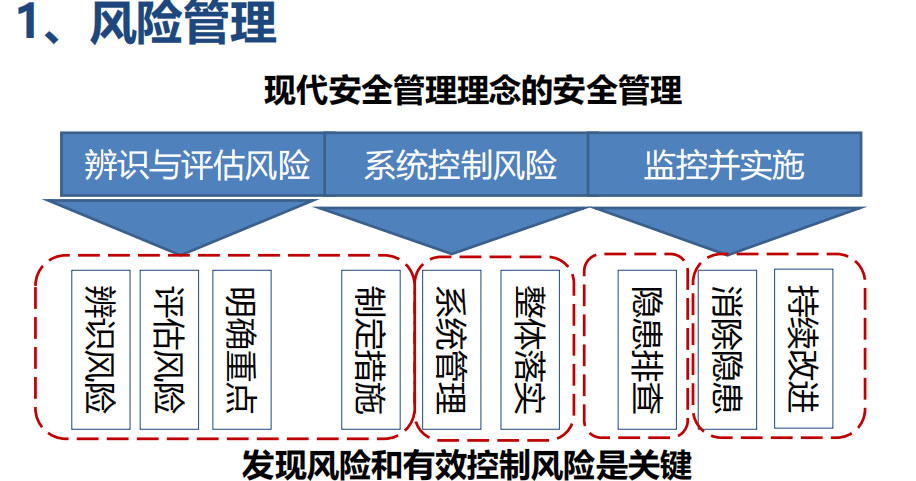 1、风险管理
现代安全管理理念的安全管理
辨识与评估风险
系统控制风险
监控并实施
辨识风险
评估风险
明确重点
制定措施
系统管理
整体落实
隐患排查
消除隐患
持续改进
发现风险和有效控制风险是关键